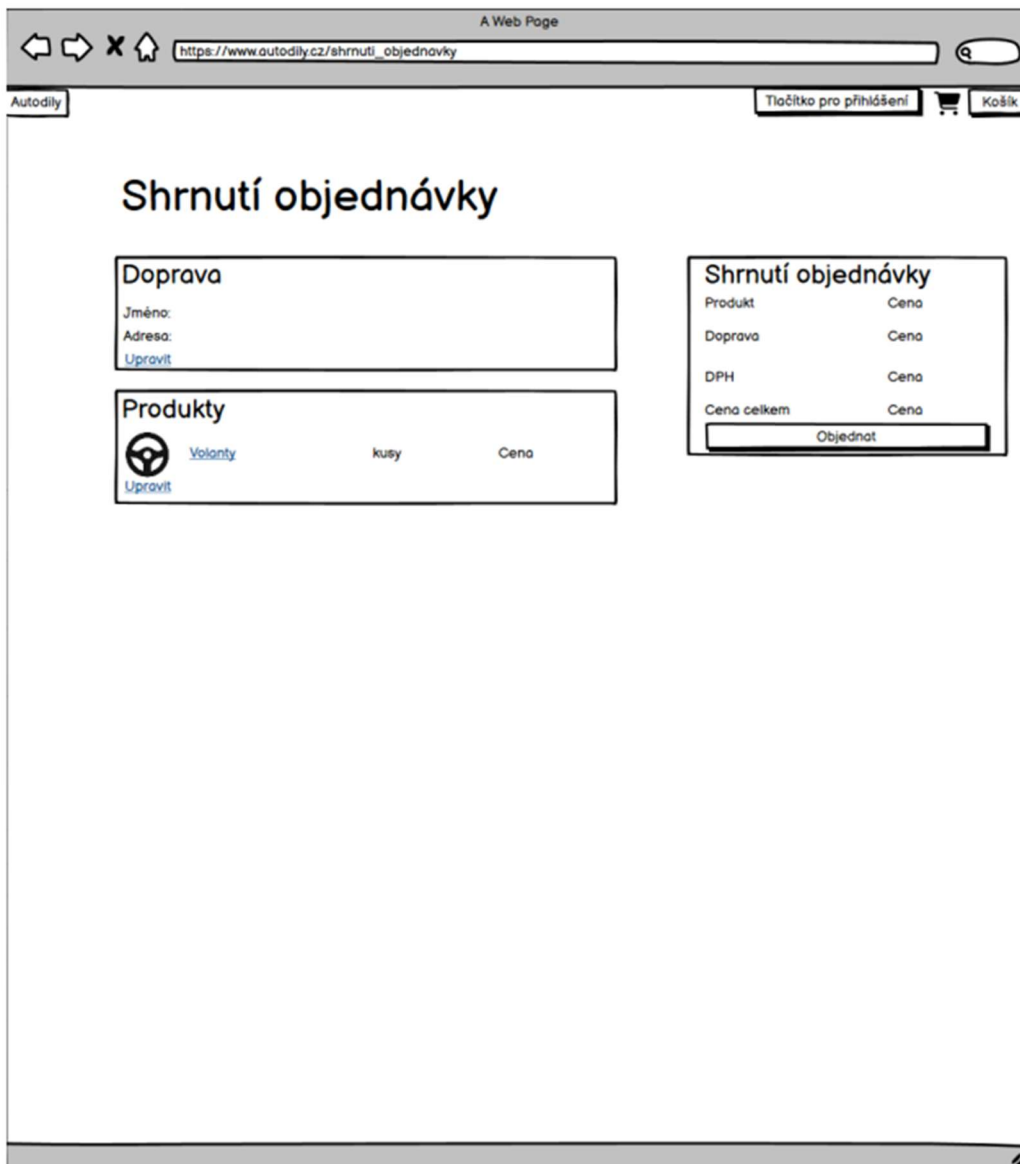 A Web Page
https://www.autodily.cz/shrnuti_objednavky
Autodily
Tlačítko pro přihlášení
Košík
Shrnutí objednávky
Doprava
Jméno:
Adresa:
Upravit
Produkty
Volanty kusy Cena
Upravit
Shrnutí objednávky
Produkt Cena
Doprava Cena
DPH Cena
Cena celkem Cena
Objednat